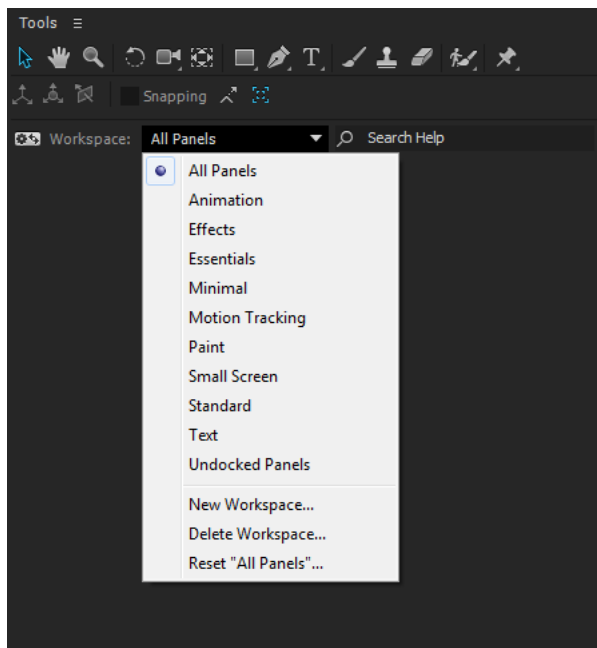 Tools
Snapping
Workspace: All Panels Search Help
All Panels
Animation
Effects
Essentials
Minimal
Motion Tracking
Paint
Small Screen
Standard
Text
Undocked Panels
New Workspace...
Delete Workspace...
Reset "All Panels"...